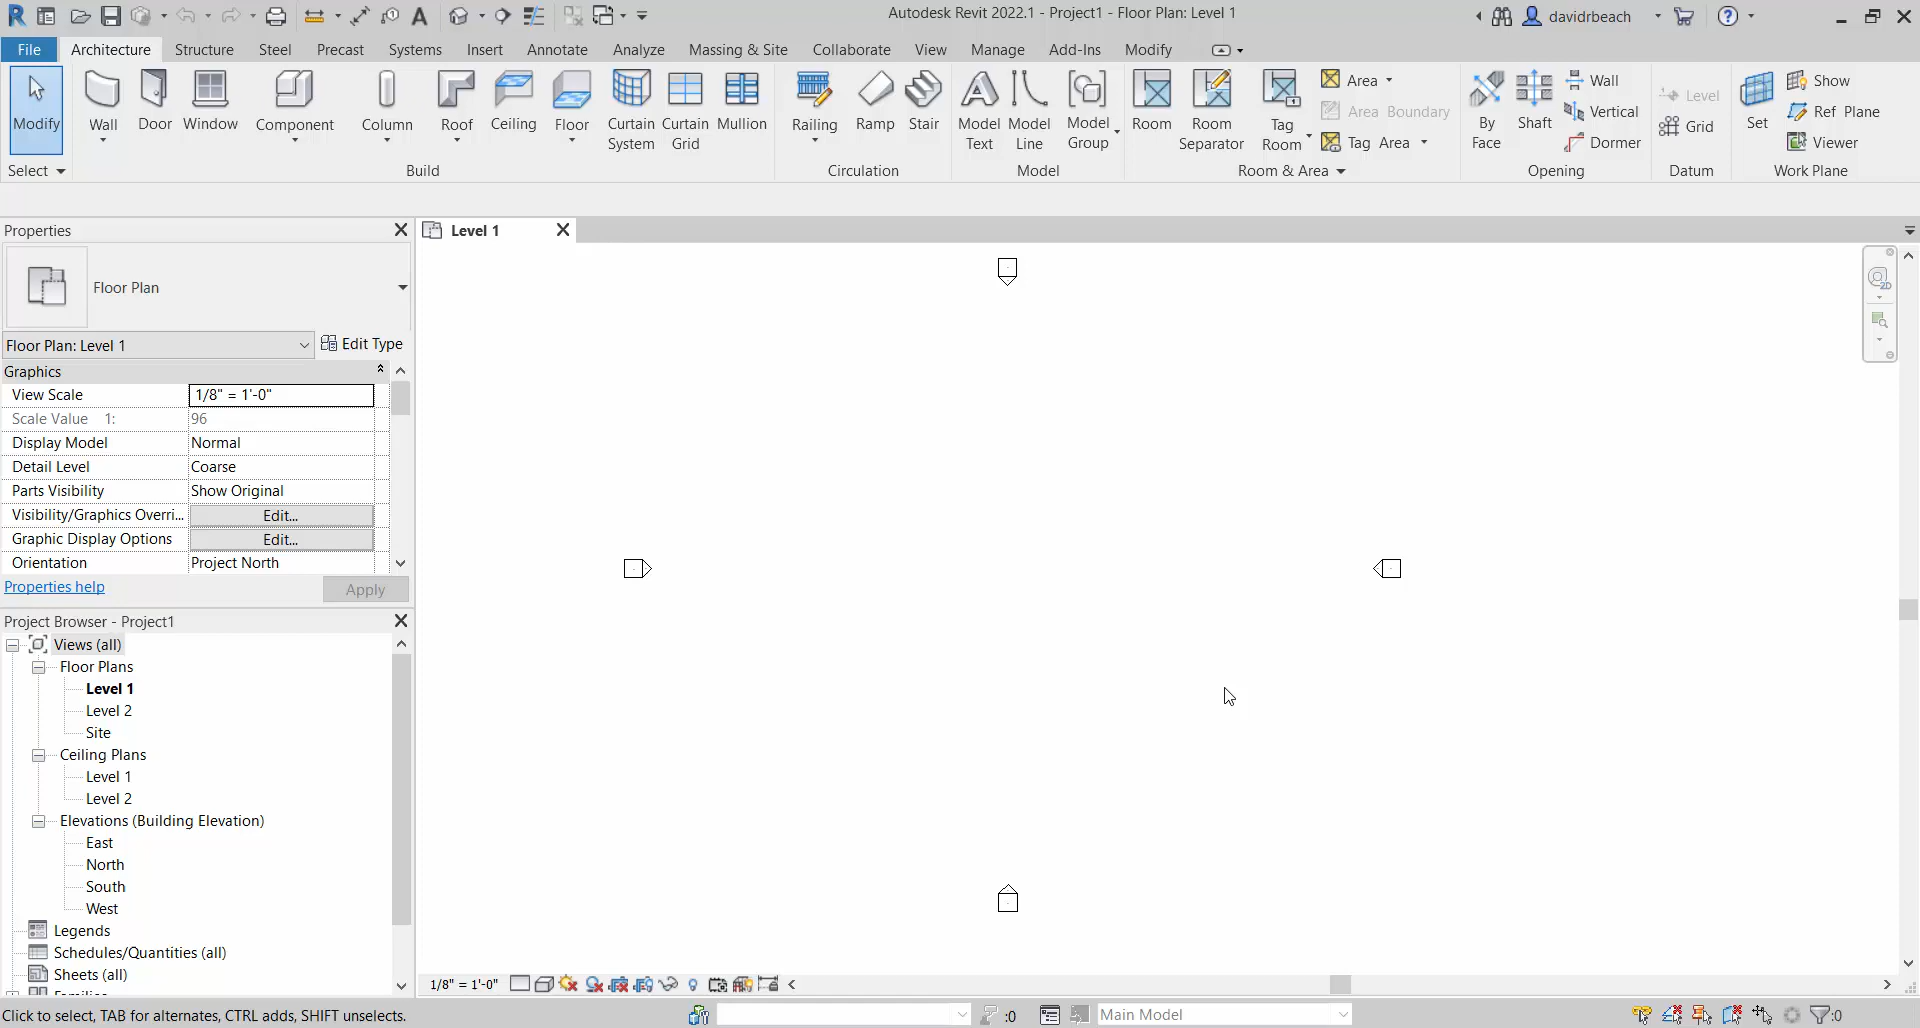 Autodesk Revit 2022.1 - Project1 - Floor Plan: Level 1
davidrbeach
File Architecture Structure Steel Precast Systems Insert Annotate Analyze Massing & Site Collaborate View Manage Add-Ins Modify
Modify
Wall
Door
Window
Component
Column
Roof
Ceiling
Floor
Curtain
System
Curtain
Grid
Mullion
Railing
Ramp
Stair
Model
Text
Model
Line
Model
Group
Room
Room
Separator
Tag
Room
Area
Area Boundary
Tag Area
By
Face
Shaft
Wall
Vertical
Dormer
Level
Grid
Set
Show
Ref Plane
Viewer
Select
Build
Circulation
Model
Room & Area
Opening
Datum
Work Plane
Properties
Floor Plan
Floor Plan: Level 1
Edit Type
Graphics
View Scale 1/8" = 1'-0"
Scale Value 1: 96
Display Model Normal
Detail Level Coarse
Parts Visibility Show Original
Visibility/Graphics Overri... Edit...
Graphic Display Options Edit...
Orientation Project North
Properties help
Apply
Project Browser - Project1
Views (all)
Floor Plans
Level 1
Level 2
Site
Ceiling Plans
Level 1
Level 2
Elevations (Building Elevation)
East
North
South
West
Legends
Schedules/Quantities (all)
Sheets (all)
Level 1
2D
1/8" = 1'-0"
Click to select, TAB for alternates, CTRL adds, SHIFT unselects.
:0
Main Model
:0